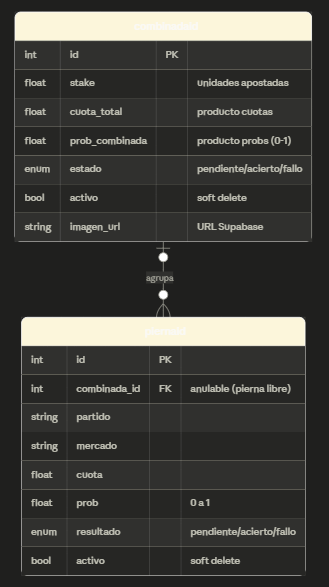 int id PK
float stake unidades apostadas
float cuota_total producto cuotas
float prob_combinada producto probs (0-1)
enum estado pendiente/acierto/fallo
bool activo soft delete
string imagen_url URL Supabase
agrupa
int id PK
int combinada_id FK anulable (pierna libre)
string partido
string mercado
float cuota
float prob 0 a 1
enum resultado pendiente/acierto/fallo
bool activo soft delete